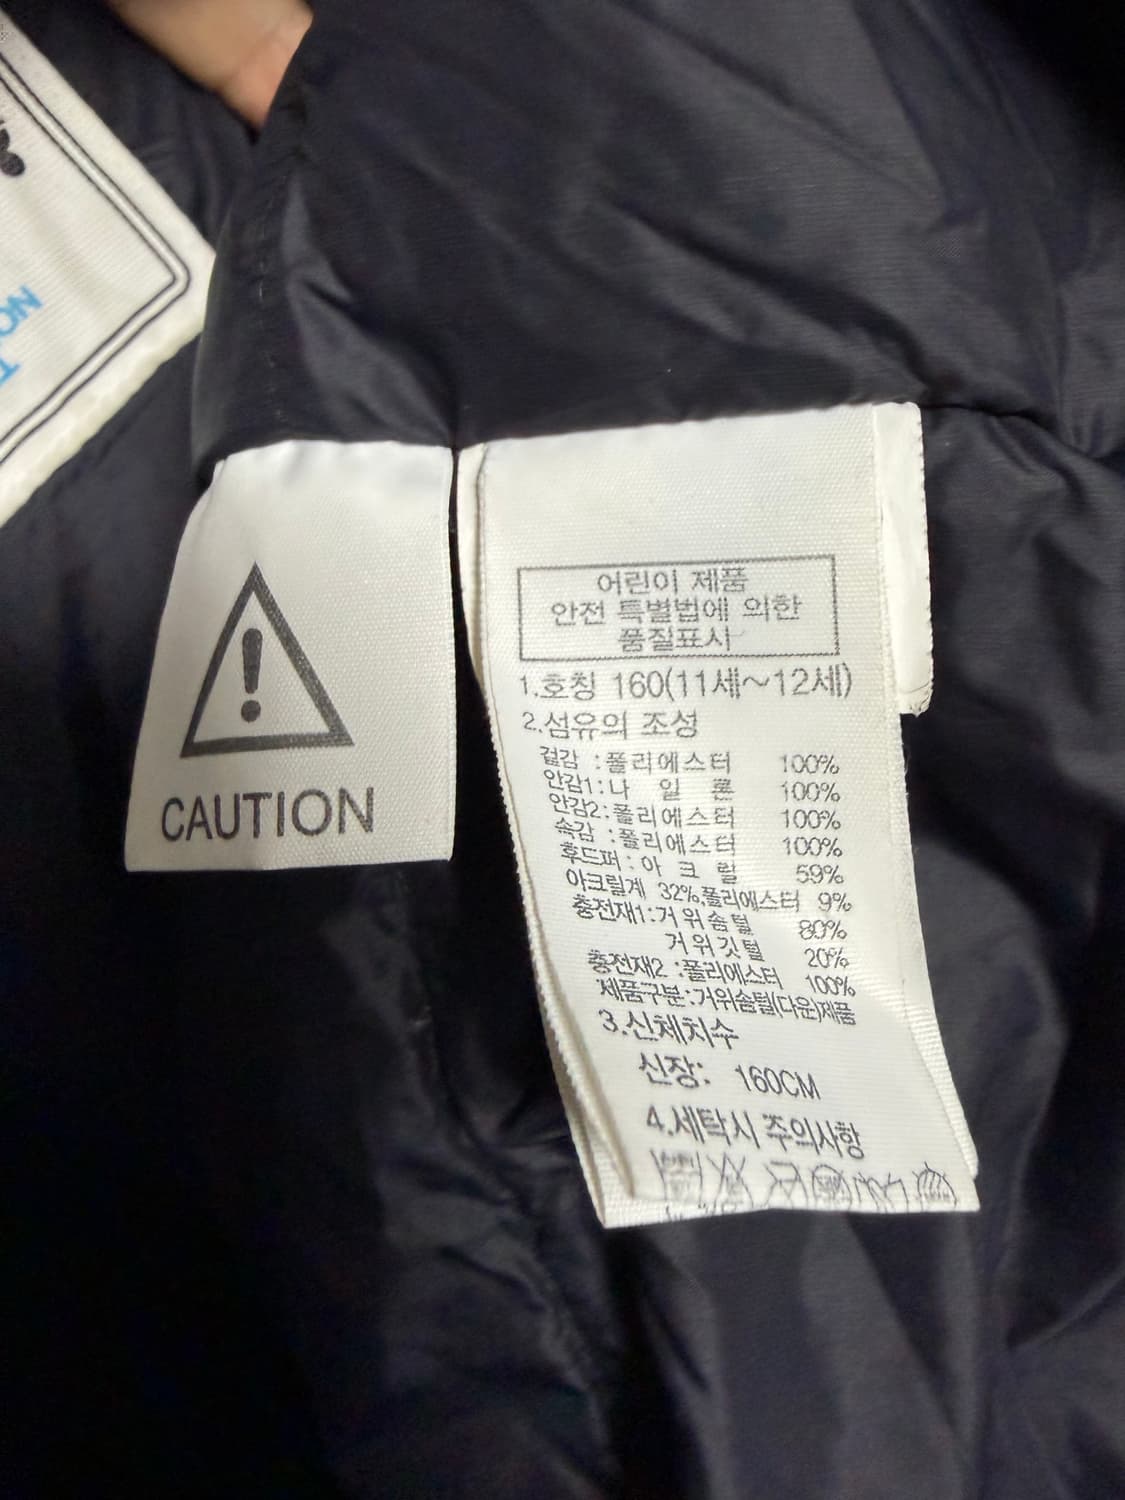 CAUTION
어린이 제품
안전 특별법에 의한
품질표시
1.호칭 160(11세~12세)
2.섬유의 조성
겉감 :폴리에스터 100%
안감1:나 일 론 100%
안감2:폴리에스터 100%
속감 :폴리에스터 100%
후드퍼:아 크 릴 59%
아크릴계 32%,폴리에스터 9%
충전재1:거위솜털 80%
거위깃털 20%
충전재2 :폴리에스터 100%
제품구분:거위솜털(다운)제품
3.신체치수
신장: 160CM
4.세탁시 주의사항